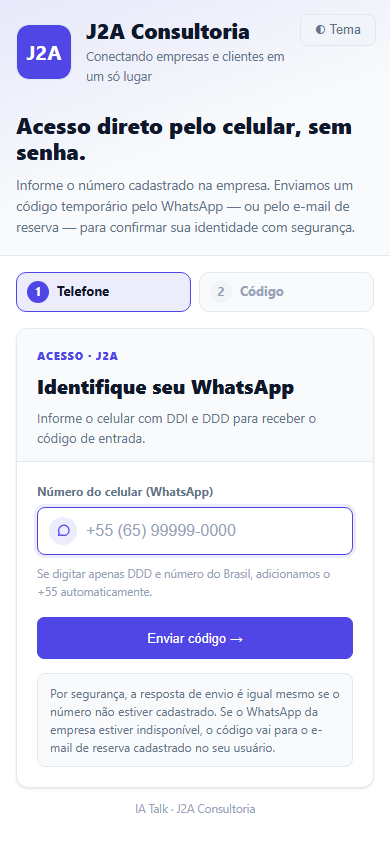 J2A
J2A Consultoria
Conectando empresas e clientes em
um só lugar
Tema
Acesso direto pelo celular, sem
senha.
Informe o número cadastrado na empresa. Enviamos um
código temporário pelo WhatsApp — ou pelo e-mail de
reserva — para confirmar sua identidade com segurança.
1 Telefone
2 Código
ACESSO · J2A
Identifique seu WhatsApp
Informe o celular com DDI e DDD para receber o
código de entrada.
Número do celular (WhatsApp)
+55 (65) 99999-0000
Se digitar apenas DDD e número do Brasil, adicionamos o
+55 automaticamente.
Enviar código →
Por segurança, a resposta de envio é igual mesmo se o
número não estiver cadastrado. Se o WhatsApp da
empresa estiver indisponível, o código vai para o e-
mail de reserva cadastrado no seu usuário.
IA Talk · J2A Consultoria